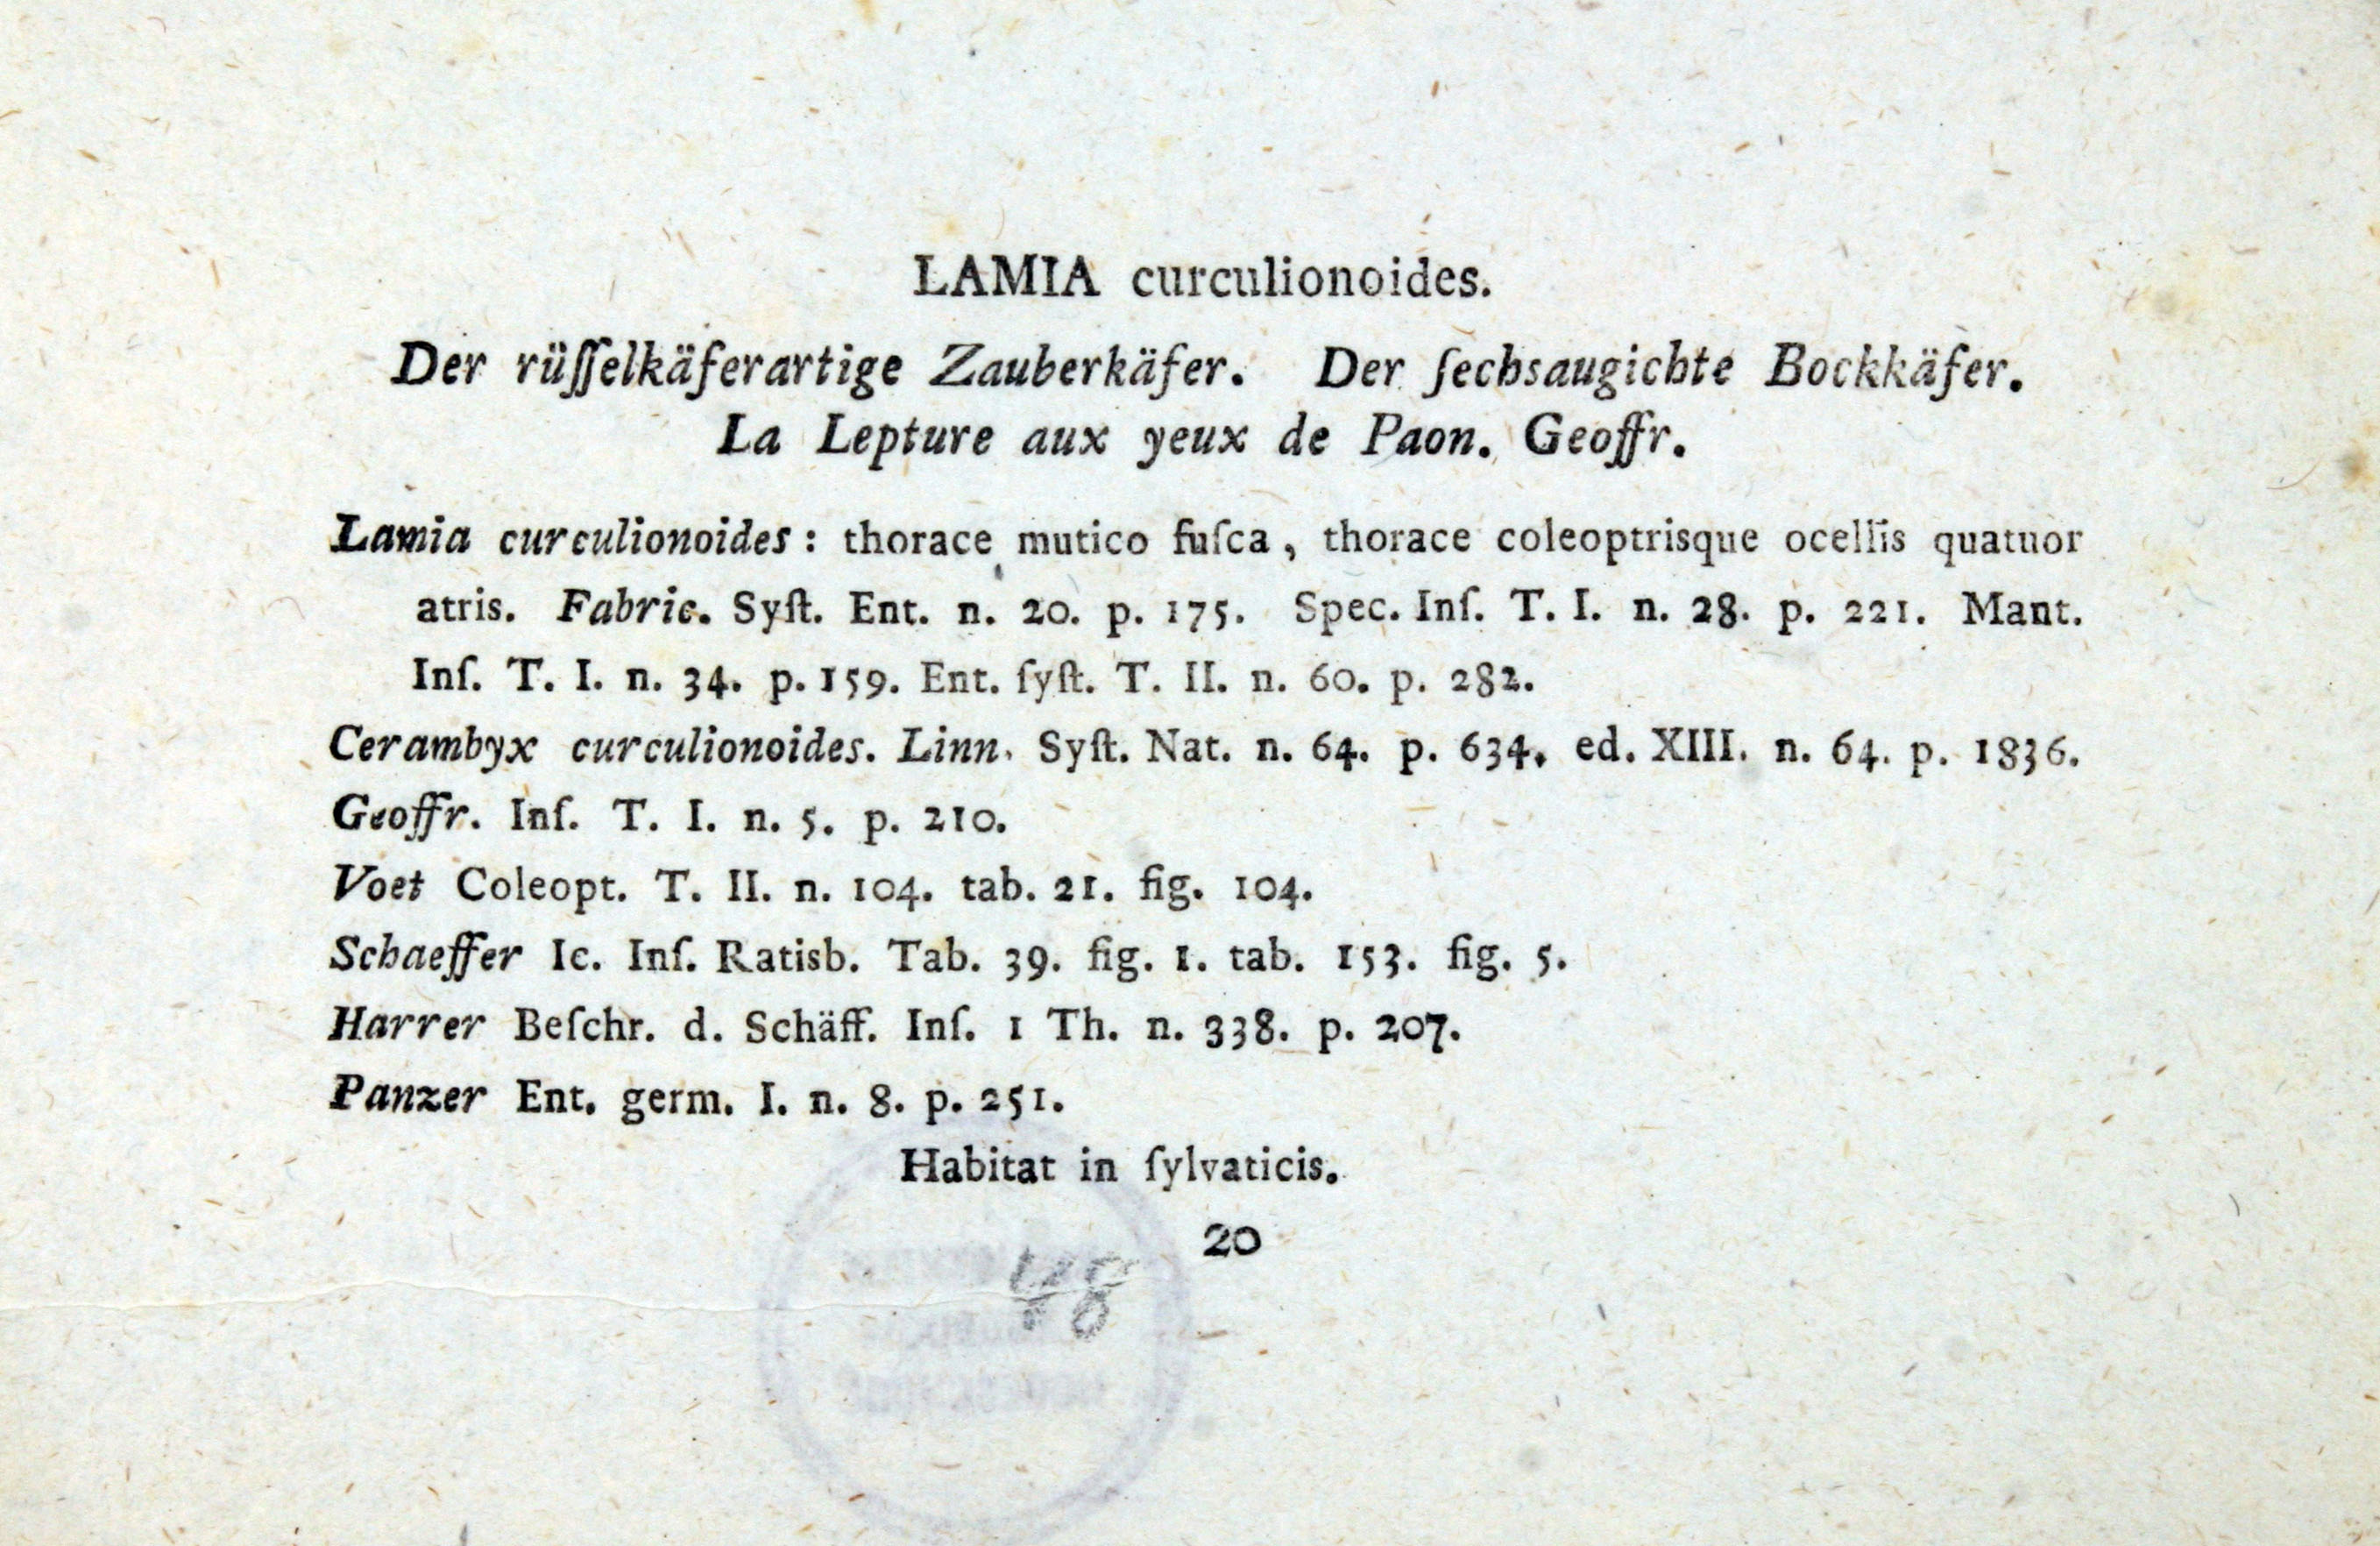 LAMIA curculionoides.
Der rüſſelkäferartige Zauberkäfer. Der ſechsaugichte Bockkäfer.
La Lepture aux yeux de Paon. Geoffr.
Lamia curculionoides: thorace mutico fuſca, thorace coleoptrisque ocellis quatuor
atris. Fabric. Syſt. Ent. n. 20. p. 175. Spec. Inſ. T. I. n. 28. p. 221. Mant.
Inſ. T. I. n. 34. p. 159. Ent. ſyſt. T. II. n. 60. p. 282.
Cerambyx curculionoides. Linn. Syſt. Nat. n. 64. p. 634. ed. XIII. n. 64. p. 1836.
Geoffr. Inſ. T. I. n. 5. p. 210.
Voet Coleopt. T. II. n. 104. tab. 21. fig. 104.
Schaeffer Ic. Inſ. Ratisb. Tab. 39. fig. 1. tab. 153. fig. 5.
Harrer Beſchr. d. Schäff. Inſ. 1 Th. n. 338. p. 207.
Panzer Ent. germ. I. n. 8. p. 251.
Habitat in ſylvaticis.
20
48